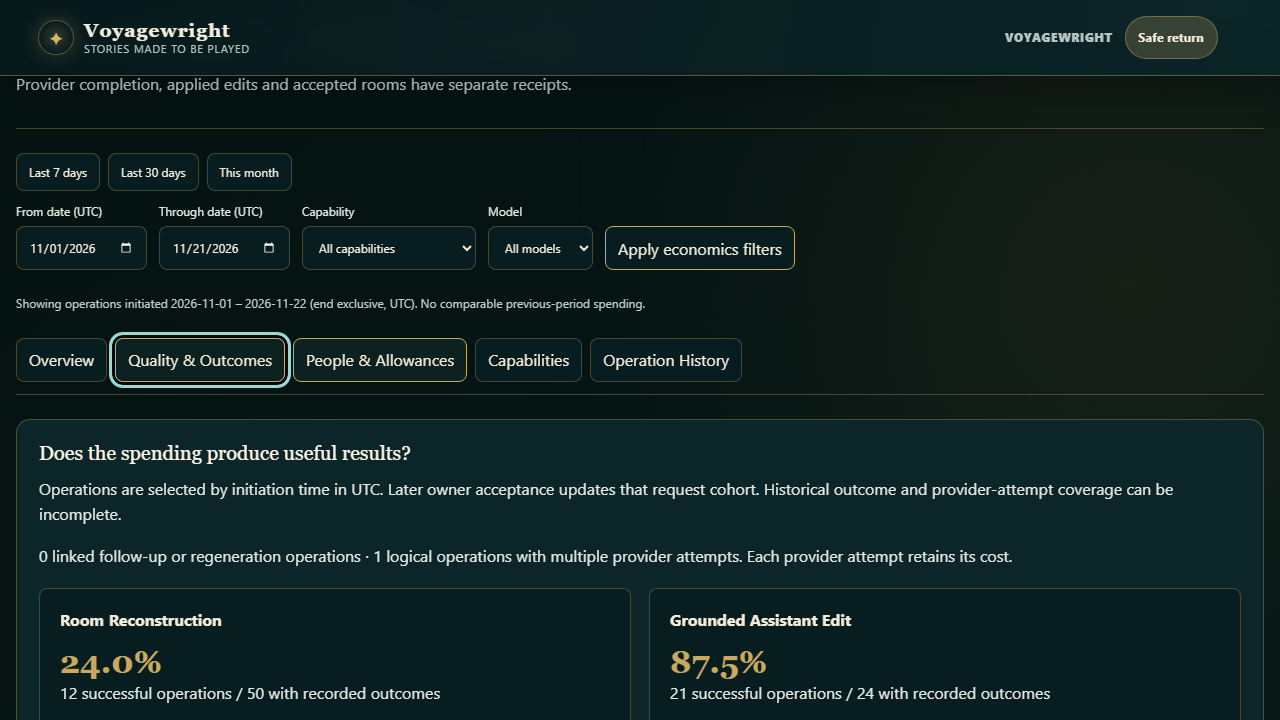 Voyagewright
STORIES MADE TO BE PLAYED
VOYAGEWRIGHT
Safe return
Provider completion, applied edits and accepted rooms have separate receipts.
Last 7 days
Last 30 days
This month
From date (UTC)
Through date (UTC)
Capability
Model
11/01/2026
11/21/2026
All capabilities
All models
Apply economics filters
Showing operations initiated 2026-11-01 – 2026-11-22 (end exclusive, UTC). No comparable previous-period spending.
Overview
Quality & Outcomes
People & Allowances
Capabilities
Operation History
Does the spending produce useful results?
Operations are selected by initiation time in UTC. Later owner acceptance updates that request cohort. Historical outcome and provider-attempt coverage can be
incomplete.
0 linked follow-up or regeneration operations · 1 logical operations with multiple provider attempts. Each provider attempt retains its cost.
Room Reconstruction
24.0%
12 successful operations / 50 with recorded outcomes
Grounded Assistant Edit
87.5%
21 successful operations / 24 with recorded outcomes